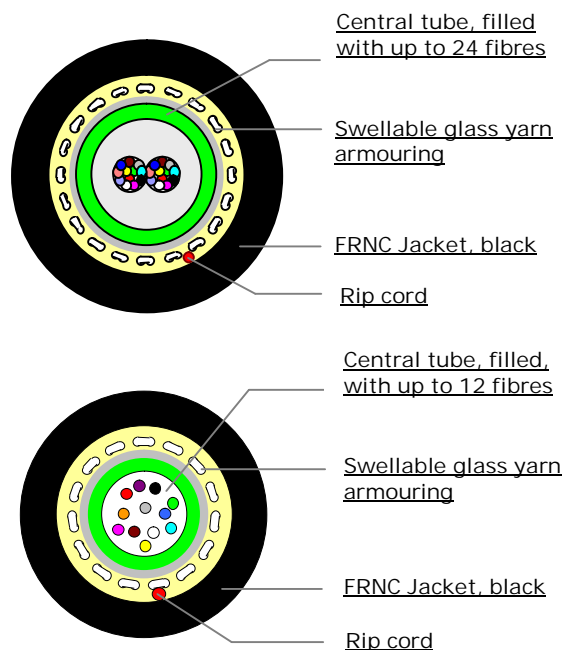 Central tube, filled
with up to 24 fibres
Swellable glass yarn
armouring
FRNC Jacket, black
Rip cord
Central tube, filled,
with up to 12 fibres
Swellable glass yarn
armouring
FRNC Jacket, black
Rip cord